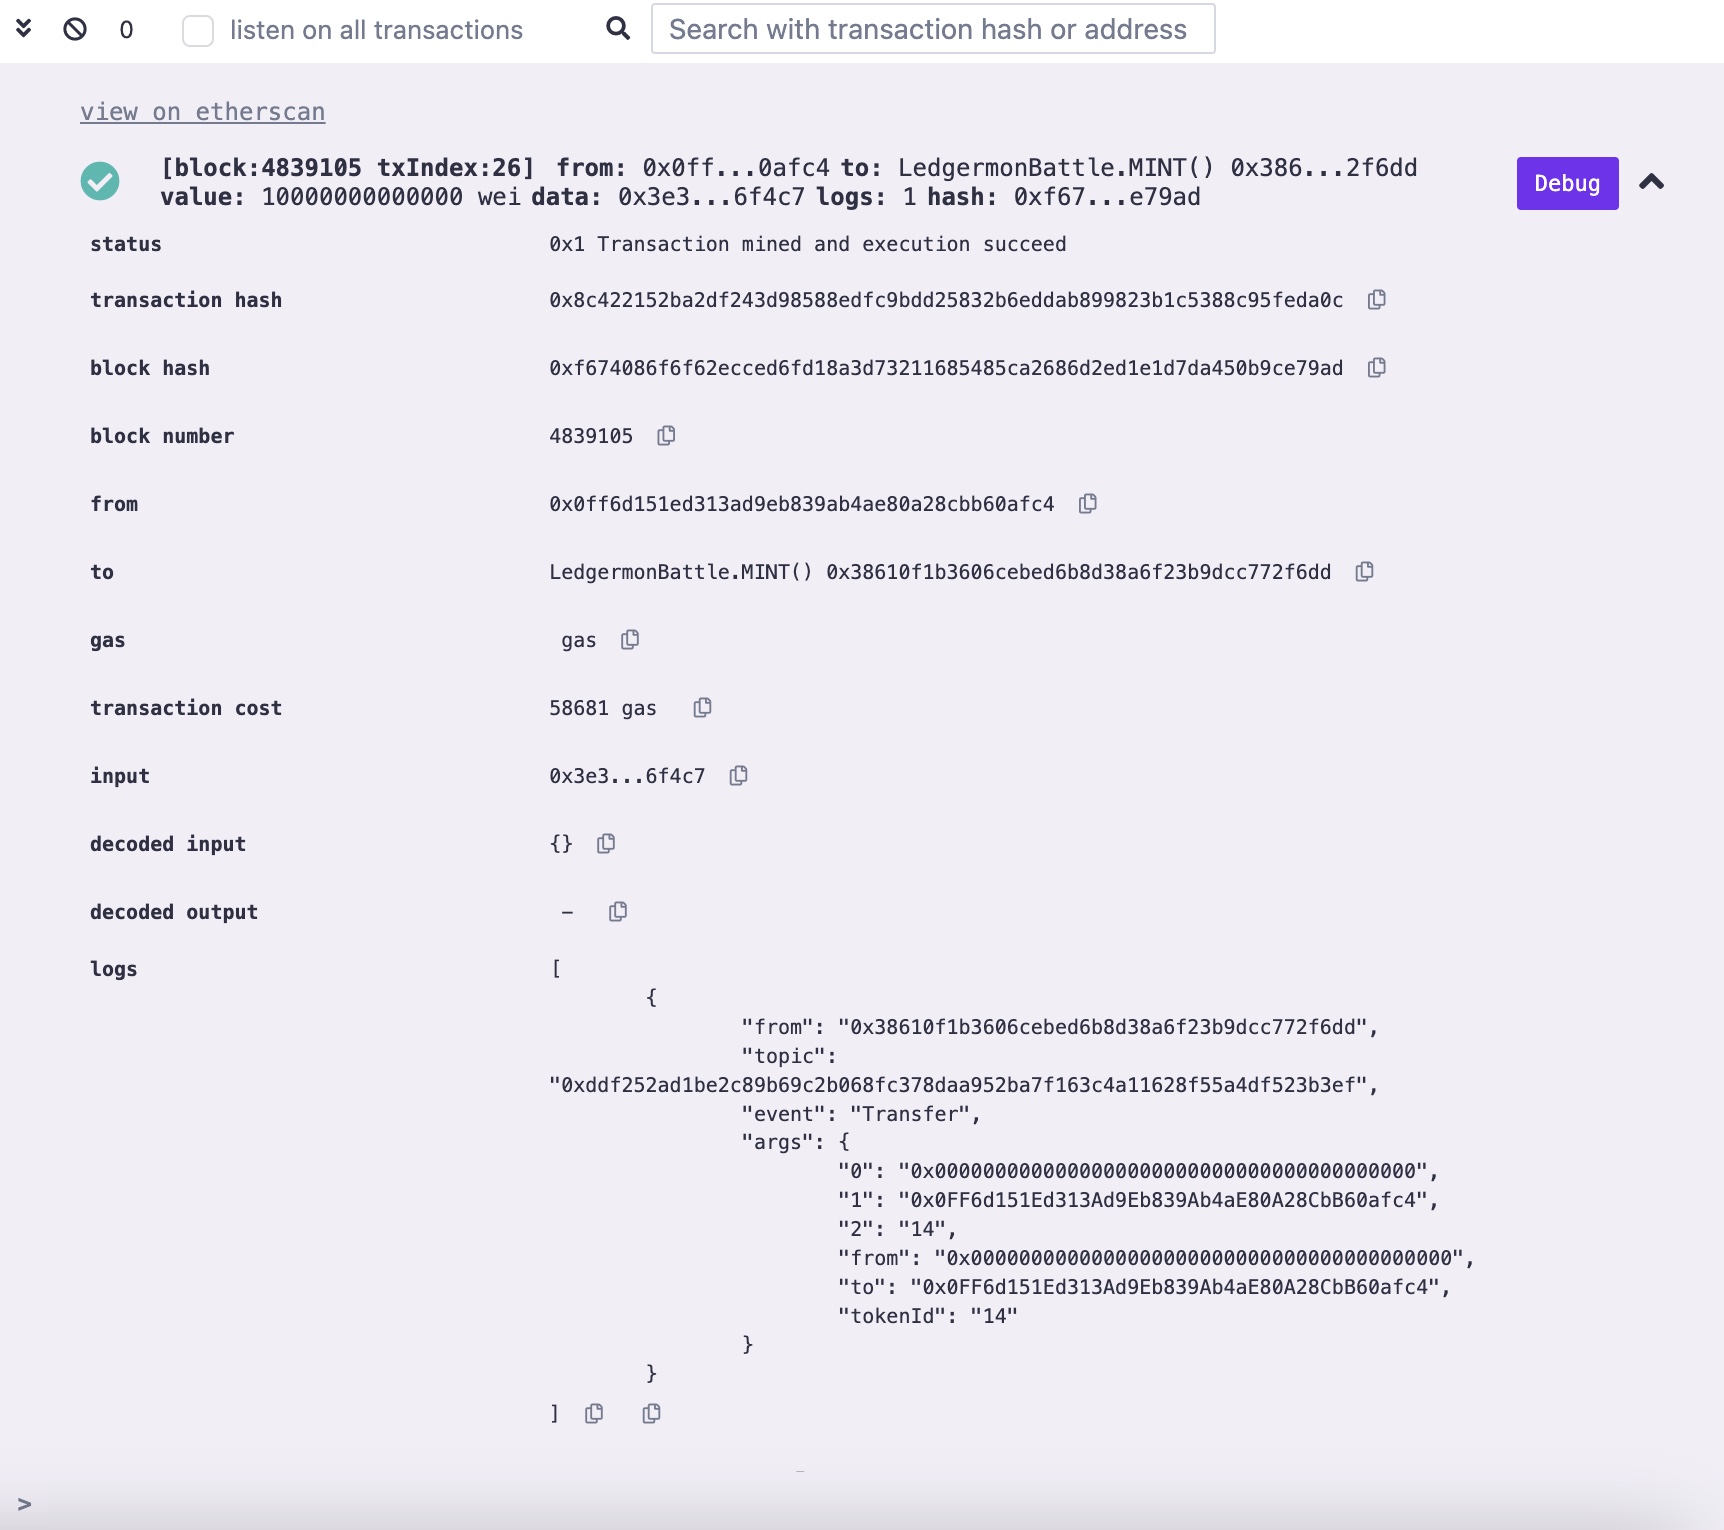 0 listen on all transactions Search with transaction hash or address
view on etherscan
[block:4839105 txIndex:26] from: 0x0ff...0afc4 to: LedgermonBattle.MINT() 0x386...2f6dd
value: 10000000000000 wei data: 0x3e3...6f4c7 logs: 1 hash: 0xf67...e79ad
Debug
status 0x1 Transaction mined and execution succeed
transaction hash 0x8c422152ba2df243d98588edfc9bdd25832b6eddab899823b1c5388c95feda0c
block hash 0xf674086f6f62ecced6fd18a3d73211685485ca2686d2ed1e1d7da450b9ce79ad
block number 4839105
from 0x0ff6d151ed313ad9eb839ab4ae80a28cbb60afc4
to LedgermonBattle.MINT() 0x38610f1b3606cebed6b8d38a6f23b9dcc772f6dd
gas gas
transaction cost 58681 gas
input 0x3e3...6f4c7
decoded input {}
decoded output -
logs [
{
"from": "0x38610f1b3606cebed6b8d38a6f23b9dcc772f6dd",
"topic":
"0xddf252ad1be2c89b69c2b068fc378daa952ba7f163c4a11628f55a4df523b3ef",
"event": "Transfer",
"args": {
"0": "0x0000000000000000000000000000000000000000",
"1": "0x0FF6d151Ed313Ad9Eb839Ab4aE80A28CbB60afc4",
"2": "14",
"from": "0x0000000000000000000000000000000000000000",
"to": "0x0FF6d151Ed313Ad9Eb839Ab4aE80A28CbB60afc4",
"tokenId": "14"
}
}
]
>